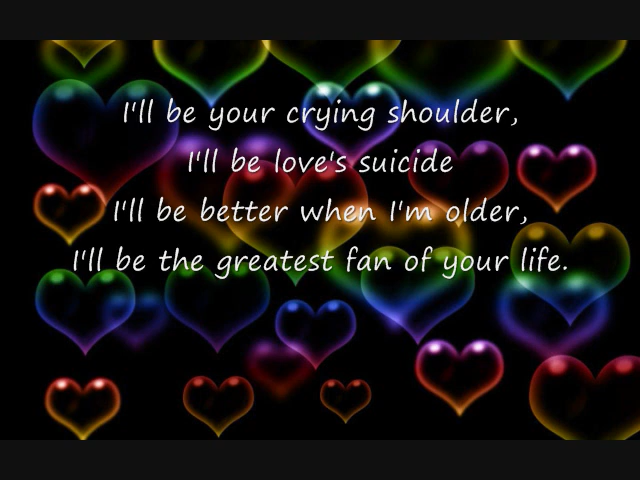 I'll be your crying shoulder,
I'll be love's suicide
I'll be better when I'm older,
I'll be the greatest fan of your life.